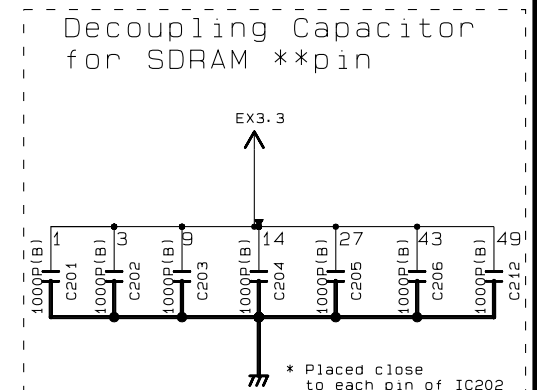 Decoupling Capacitor
for SDRAM **pin
EX3.3
1 3 9 14 27 43 49
1000P(B) C201 1000P(B) C202 1000P(B) C203 1000P(B) C204 1000P(B) C205 1000P(B) C206 1000P(B) C212
* Placed close
to each pin of IC202